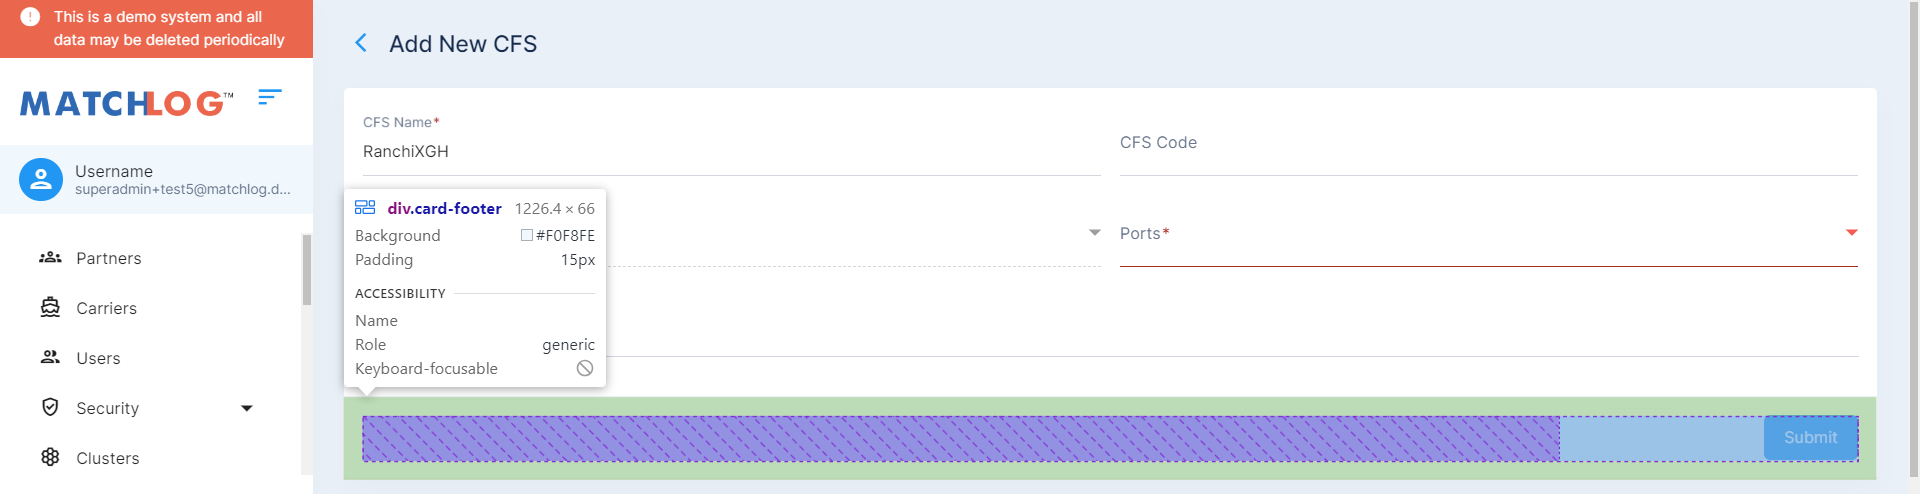 This is a demo system and all
data may be deleted periodically
MATCHLOG™
Username
superadmin+test5@matchlog.d...
Partners
Carriers
Users
Security
Clusters
Add New CFS
CFS Name*
RanchiXGH
CFS Code
Ports*
div.card-footer 1226.4 × 66
Background #F0F8FE
Padding 15px
ACCESSIBILITY
Name
Role generic
Keyboard-focusable
Submit